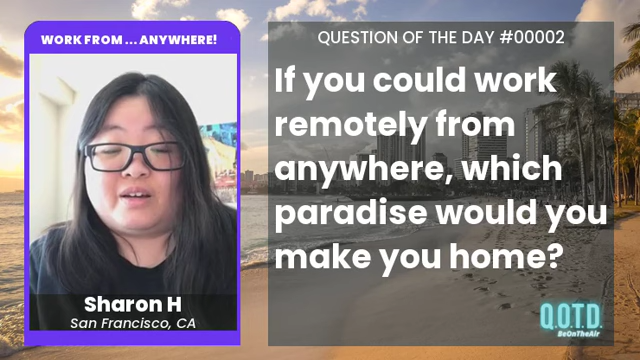 WORK FROM ... ANYWHERE!
Sharon H
San Francisco, CA
QUESTION OF THE DAY #00002
If you could work
remotely from
anywhere, which
paradise would you
make you home?
Q.O.T.D.
BeOnTheAir